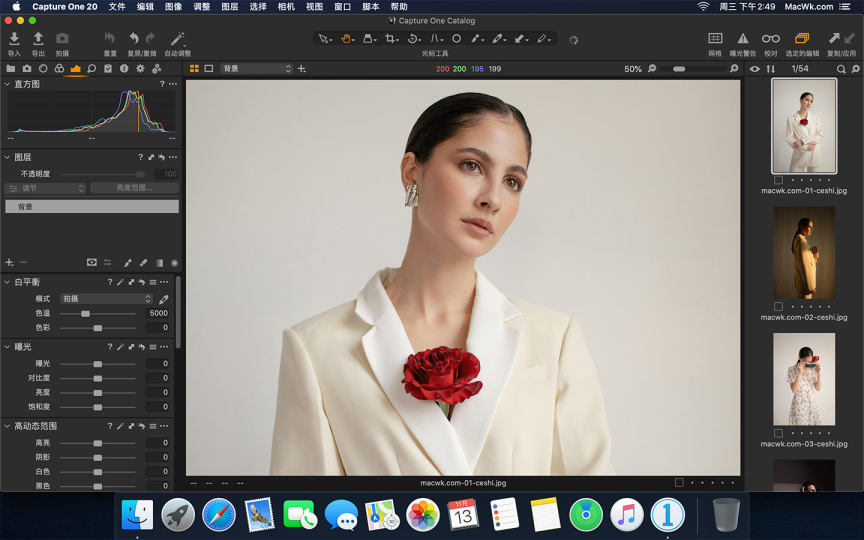 Capture One 20 文件 编辑 图像 调整 图层 选择 相机 视图 窗口 脚本 帮助 周三 下午 2:49 MacWk.com
Capture One Catalog
导入 导出 拍摄 重置 复原/重做 自动调整 光标工具 网格 曝光警告 校对 选定的编辑 复制/应用
直方图 ? ···
背景
200 200 195 199
50%
1/54
-- -- --
图层 ?
不透明度 100
调节 亮度范围...
背景
白平衡 ?
模式 拍摄
色温 5000
色彩 0
曝光 ?
曝光 0
对比度 0
亮度 0
饱和度 0
高动态范围 ?
高亮 0
阴影 0
白色 0
黑色 0
-- -- -- --
macwk.com-01-ceshi.jpg
macwk.com-01-ceshi.jpg
macwk.com-02-ceshi.jpg
macwk.com-03-ceshi.jpg
11月
13
1